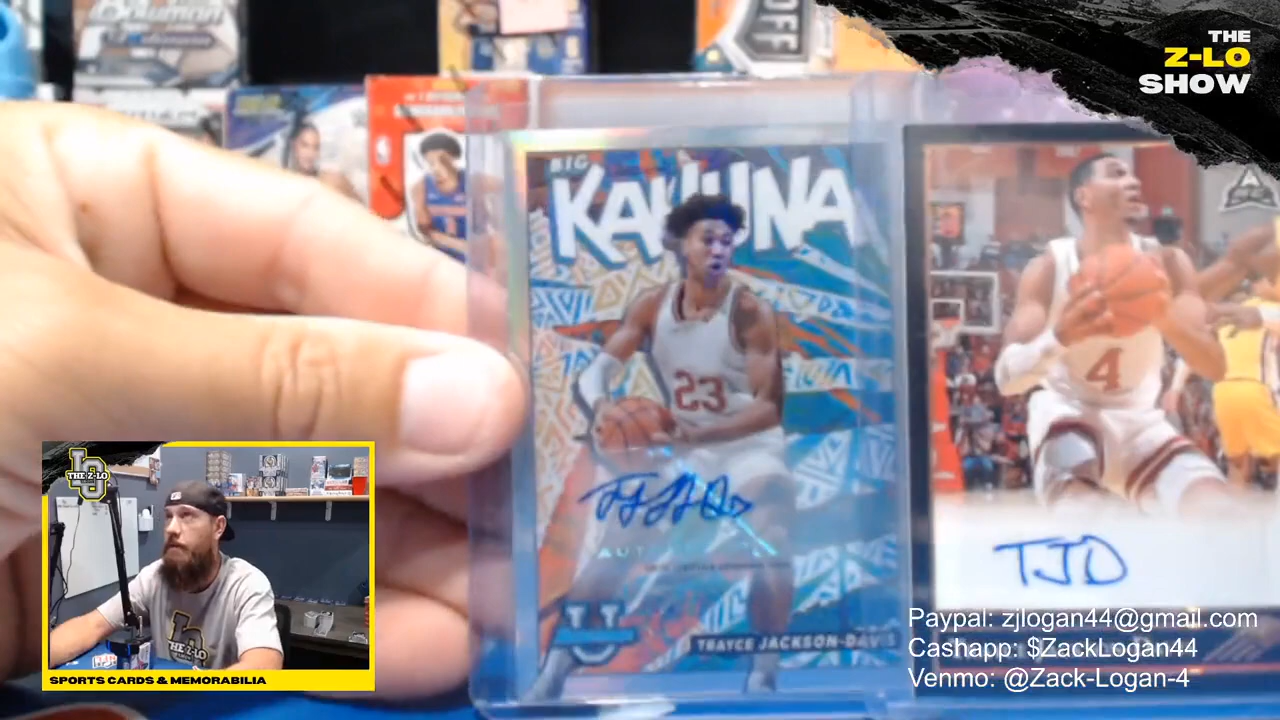 THE
Z-LO
SHOW
OFF
BIG
KAHUNA
23
4
TJD
U
TRAYCE JACKSON-DAVIS
THE Z-LO
SPORTS CARDS & MEMORABILIA
Paypal: zjlogan44@gmail.com
Cashapp: $ZackLogan44
Venmo: @Zack-Logan-4